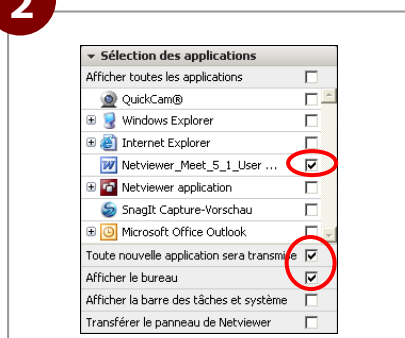 2
Sélection des applications
Afficher toutes les applications
QuickCam®
Windows Explorer
Internet Explorer
Netviewer_Meet_5_1_User ...
Netviewer application
SnagIt Capture-Vorschau
Microsoft Office Outlook
Toute nouvelle application sera transmise
Afficher le bureau
Afficher la barre des tâches et système
Transférer le panneau de Netviewer